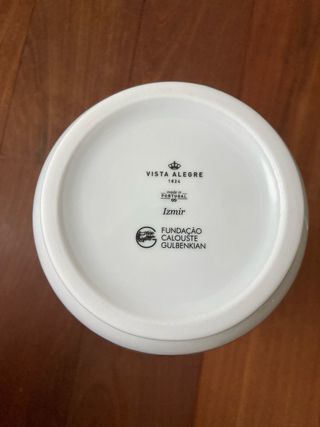 VISTA ALEGRE
1824
made in
PORTUGAL
Izmir
FUNDAÇÃO
CALOUSTE
GULBENKIAN